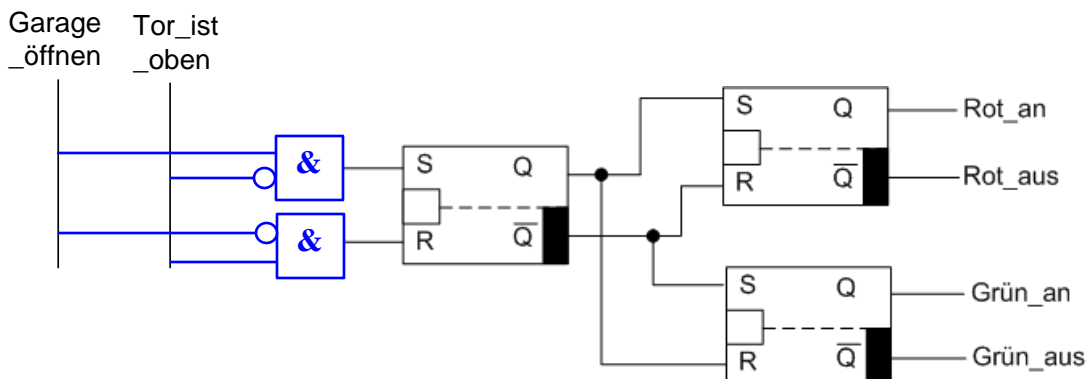 Garage
_öffnen
Tor_ist
_oben
&
&
S Q
R Q̅
S Q
R Q̅
Rot_an
Rot_aus
S Q
R Q̅
Grün_an
Grün_aus